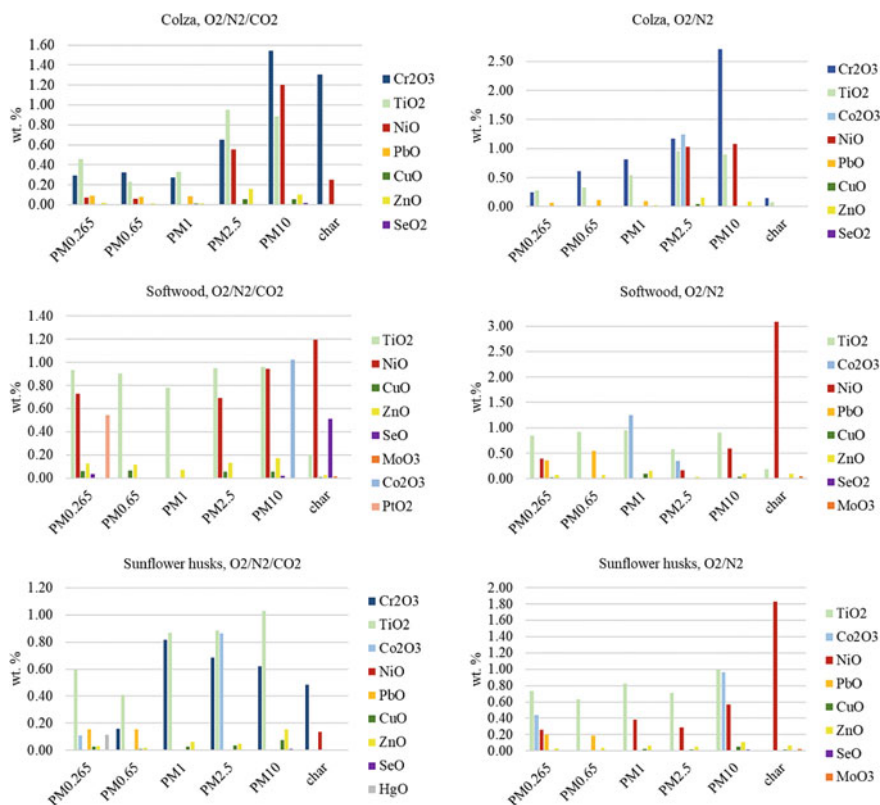 Colza, O2/N2/CO2
1.60
1.40
1.20
1.00
0.80
0.60
0.40
0.20
0.00
wt. %
PM0.265
PM0.65
PM1
PM2.5
PM10
char
Cr2O3
TiO2
NiO
PbO
CuO
ZnO
SeO2
Colza, O2/N2
2.50
2.00
1.50
1.00
0.50
0.00
wt. %
PM0.265
PM0.65
PM1
PM2.5
PM10
char
Cr2O3
TiO2
Co2O3
NiO
PbO
CuO
ZnO
SeO2
Softwood, O2/N2/CO2
1.40
1.20
1.00
0.80
0.60
0.40
0.20
0.00
wt.%
PM0.265
PM0.65
PM1
PM2.5
PM10
char
TiO2
NiO
CuO
ZnO
SeO
MoO3
Co2O3
PtO2
Softwood, O2/N2
3.00
2.50
2.00
1.50
1.00
0.50
0.00
wt.%
PM0.265
PM0.65
PM1
PM2.5
PM10
char
TiO2
Co2O3
NiO
PbO
CuO
ZnO
SeO2
MoO3
Sunflower husks, O2/N2/CO2
1.20
1.00
0.80
0.60
0.40
0.20
0.00
wt. %
PM0.265
PM0.65
PM1
PM2.5
PM10
char
Cr2O3
TiO2
Co2O3
NiO
PbO
CuO
ZnO
SeO
HgO
Sunflower husks, O2/N2
2.00
1.80
1.60
1.40
1.20
1.00
0.80
0.60
0.40
0.20
0.00
wt. %
PM0.265
PM0.65
PM1
PM2.5
PM10
char
TiO2
Co2O3
NiO
PbO
CuO
ZnO
SeO
MoO3